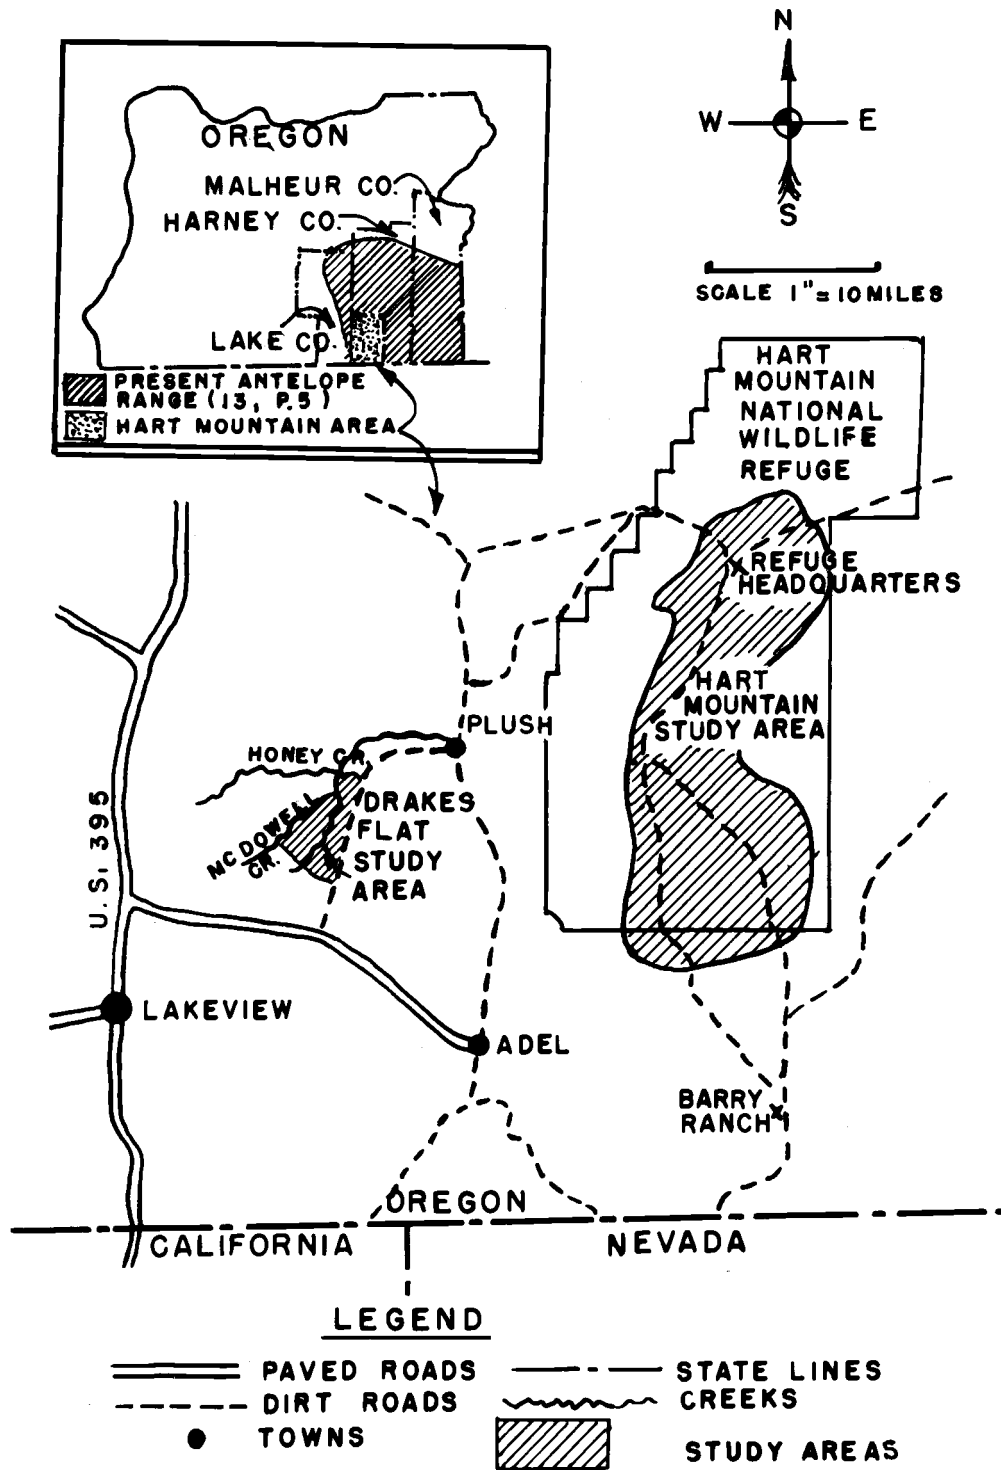 OREGON
MALHEUR CO.
HARNEY CO.
LAKE CO.
PRESENT ANTELOPE
RANGE (13, P.5)
HART MOUNTAIN AREA
N
W E
S
SCALE 1" = 10 MILES
HART
MOUNTAIN
NATIONAL
WILDLIFE
REFUGE
REFUGE
HEADQUARTERS
HART
MOUNTAIN
STUDY AREA
PLUSH
HONEY CR.
MCDOWELL
CR.
DRAKES
FLAT
STUDY
AREA
U.S. 395
LAKEVIEW
ADEL
BARRY
RANCH
OREGON
CALIFORNIA
NEVADA
LEGEND
PAVED ROADS
DIRT ROADS
TOWNS
STATE LINES
CREEKS
STUDY AREAS